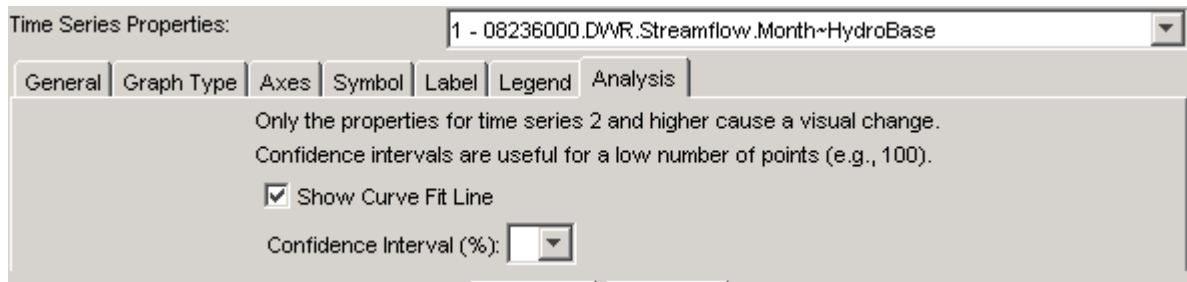 Time Series Properties: 1 - 08236000.DWR.Streamflow.Month~HydroBase
General Graph Type Axes Symbol Label Legend Analysis
Only the properties for time series 2 and higher cause a visual change.
Confidence intervals are useful for a low number of points (e.g., 100).
Show Curve Fit Line
Confidence Interval (%):